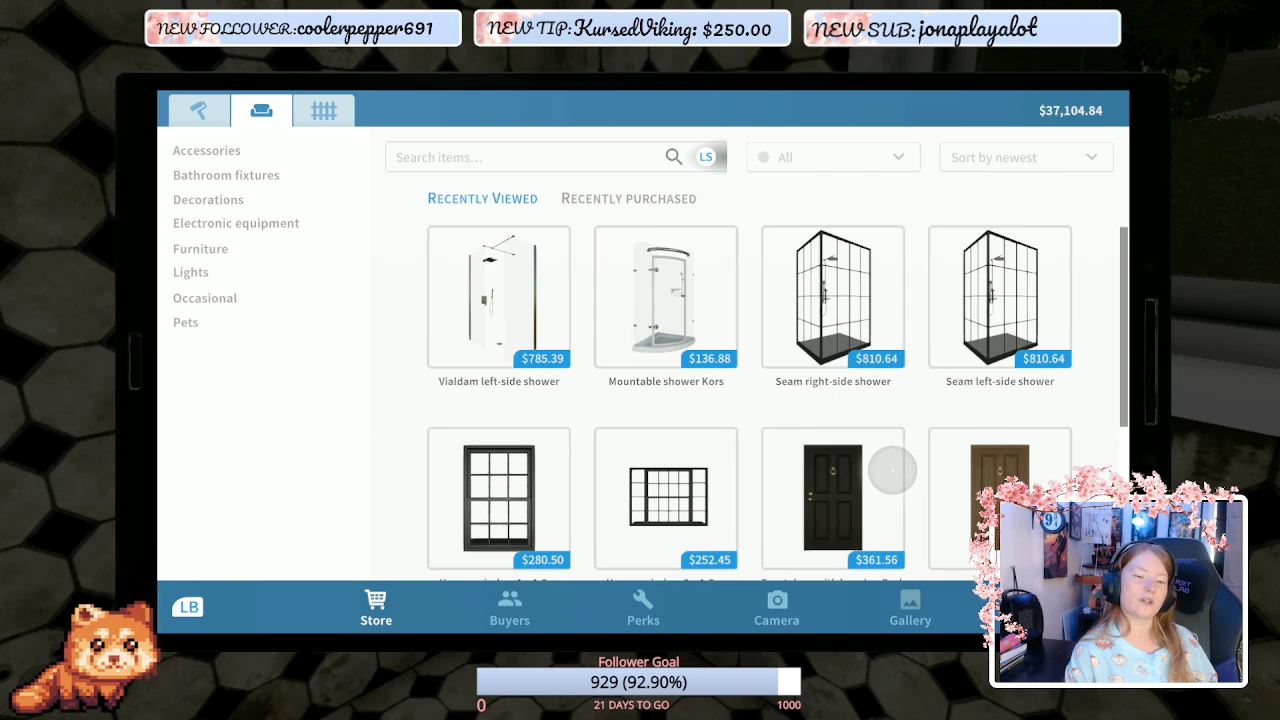 NEW FOLLOWER: coolerpepper691
NEW TIP: KursedViking: $250.00
NEW SUB: jonaplayalot
$37,104.84
Accessories
Bathroom fixtures
Decorations
Electronic equipment
Furniture
Lights
Occasional
Pets
Search items...
LS
All
Sort by newest
RECENTLY VIEWED
RECENTLY PURCHASED
$785.39
$136.88
$810.64
$810.64
Vialdam left-side shower
Mountable shower Kors
Seam right-side shower
Seam left-side shower
$280.50
$252.45
$361.56
LB
Store
Buyers
Perks
Camera
Gallery
Follower Goal
929 (92.90%)
0
21 DAYS TO GO
1000